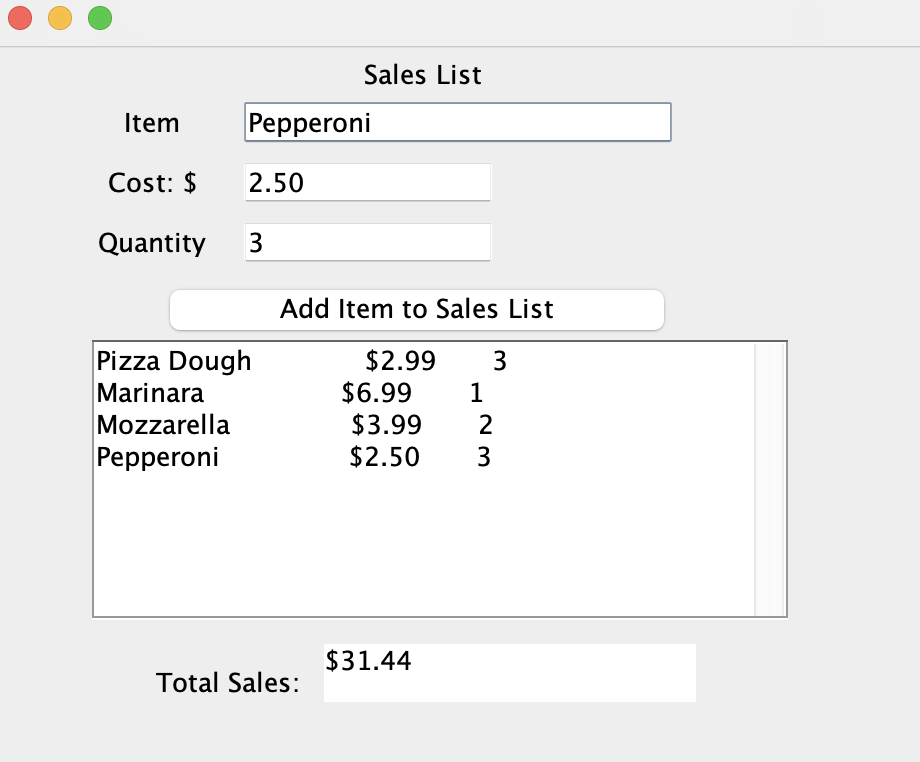 Sales List
Item Pepperoni
Cost: $ 2.50
Quantity 3
Add Item to Sales List
Pizza Dough $2.99 3
Marinara $6.99 1
Mozzarella $3.99 2
Pepperoni $2.50 3
Total Sales: $31.44